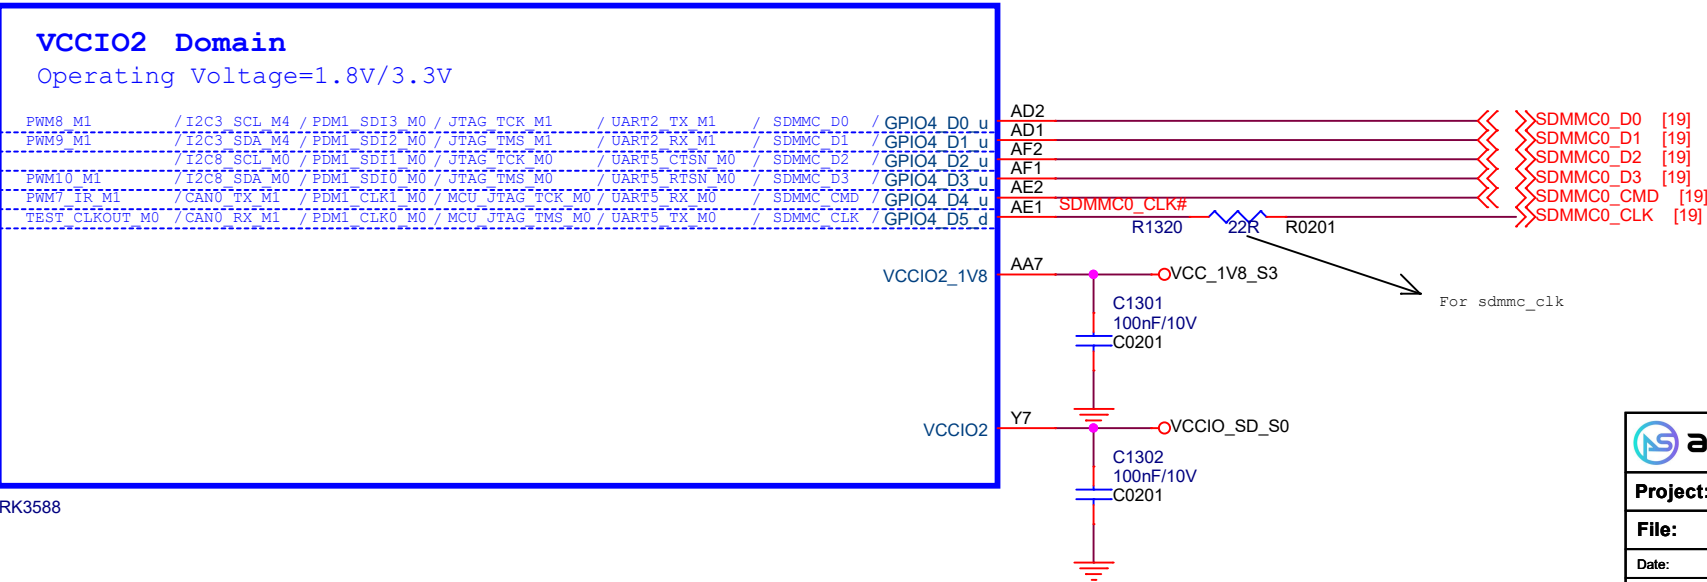 VCCIO2 Domain
Operating Voltage=1.8V/3.3V
PWM8_M1 /I2C3_SCL_M4 /PDM1_SDI3_M0 /JTAG_TCK_M1 /UART2_TX_M1 / SDMMC_D0 /GPIO4_D0_u AD2 SDMMC0_D0 [19]
PWM9_M1 /I2C3_SDA_M4 /PDM1_SDI2_M0 /JTAG_TMS_M1 /UART2_RX_M1 / SDMMC_D1 /GPIO4_D1_u AD1 SDMMC0_D1 [19]
/I2C8_SCL_M0 /PDM1_SDI1_M0 /JTAG_TCK_M0 /UART5_CTSN_M0 / SDMMC_D2 /GPIO4_D2_u AF2 SDMMC0_D2 [19]
PWM10_M1 /I2C8_SDA_M0 /PDM1_SDI0_M0 /JTAG_TMS_M0 /UART5_RTSN_M0 / SDMMC_D3 /GPIO4_D3_u AF1 SDMMC0_D3 [19]
PWM7_IR_M1 /CAN0_TX_M1 /PDM1_CLK1_M0 /MCU_JTAG_TCK_M0 /UART5_RX_M0 / SDMMC_CMD /GPIO4_D4_u AE2 SDMMC0_CMD [19]
TEST_CLKOUT_M0 /CAN0_RX_M1 /PDM1_CLK0_M0 /MCU_JTAG_TMS_M0 /UART5_TX_M0 / SDMMC_CLK /GPIO4_D5_d AE1 SDMMC0_CLK# SDMMC0_CLK [19]
R1320 22R R0201
VCCIO2_1V8 AA7 VCC_1V8_S3
For sdmmc_clk
C1301
100nF/10V
C0201
VCCIO2 Y7 VCCIO_SD_S0
C1302
100nF/10V
C0201
RK3588
a
Project:
File:
Date: